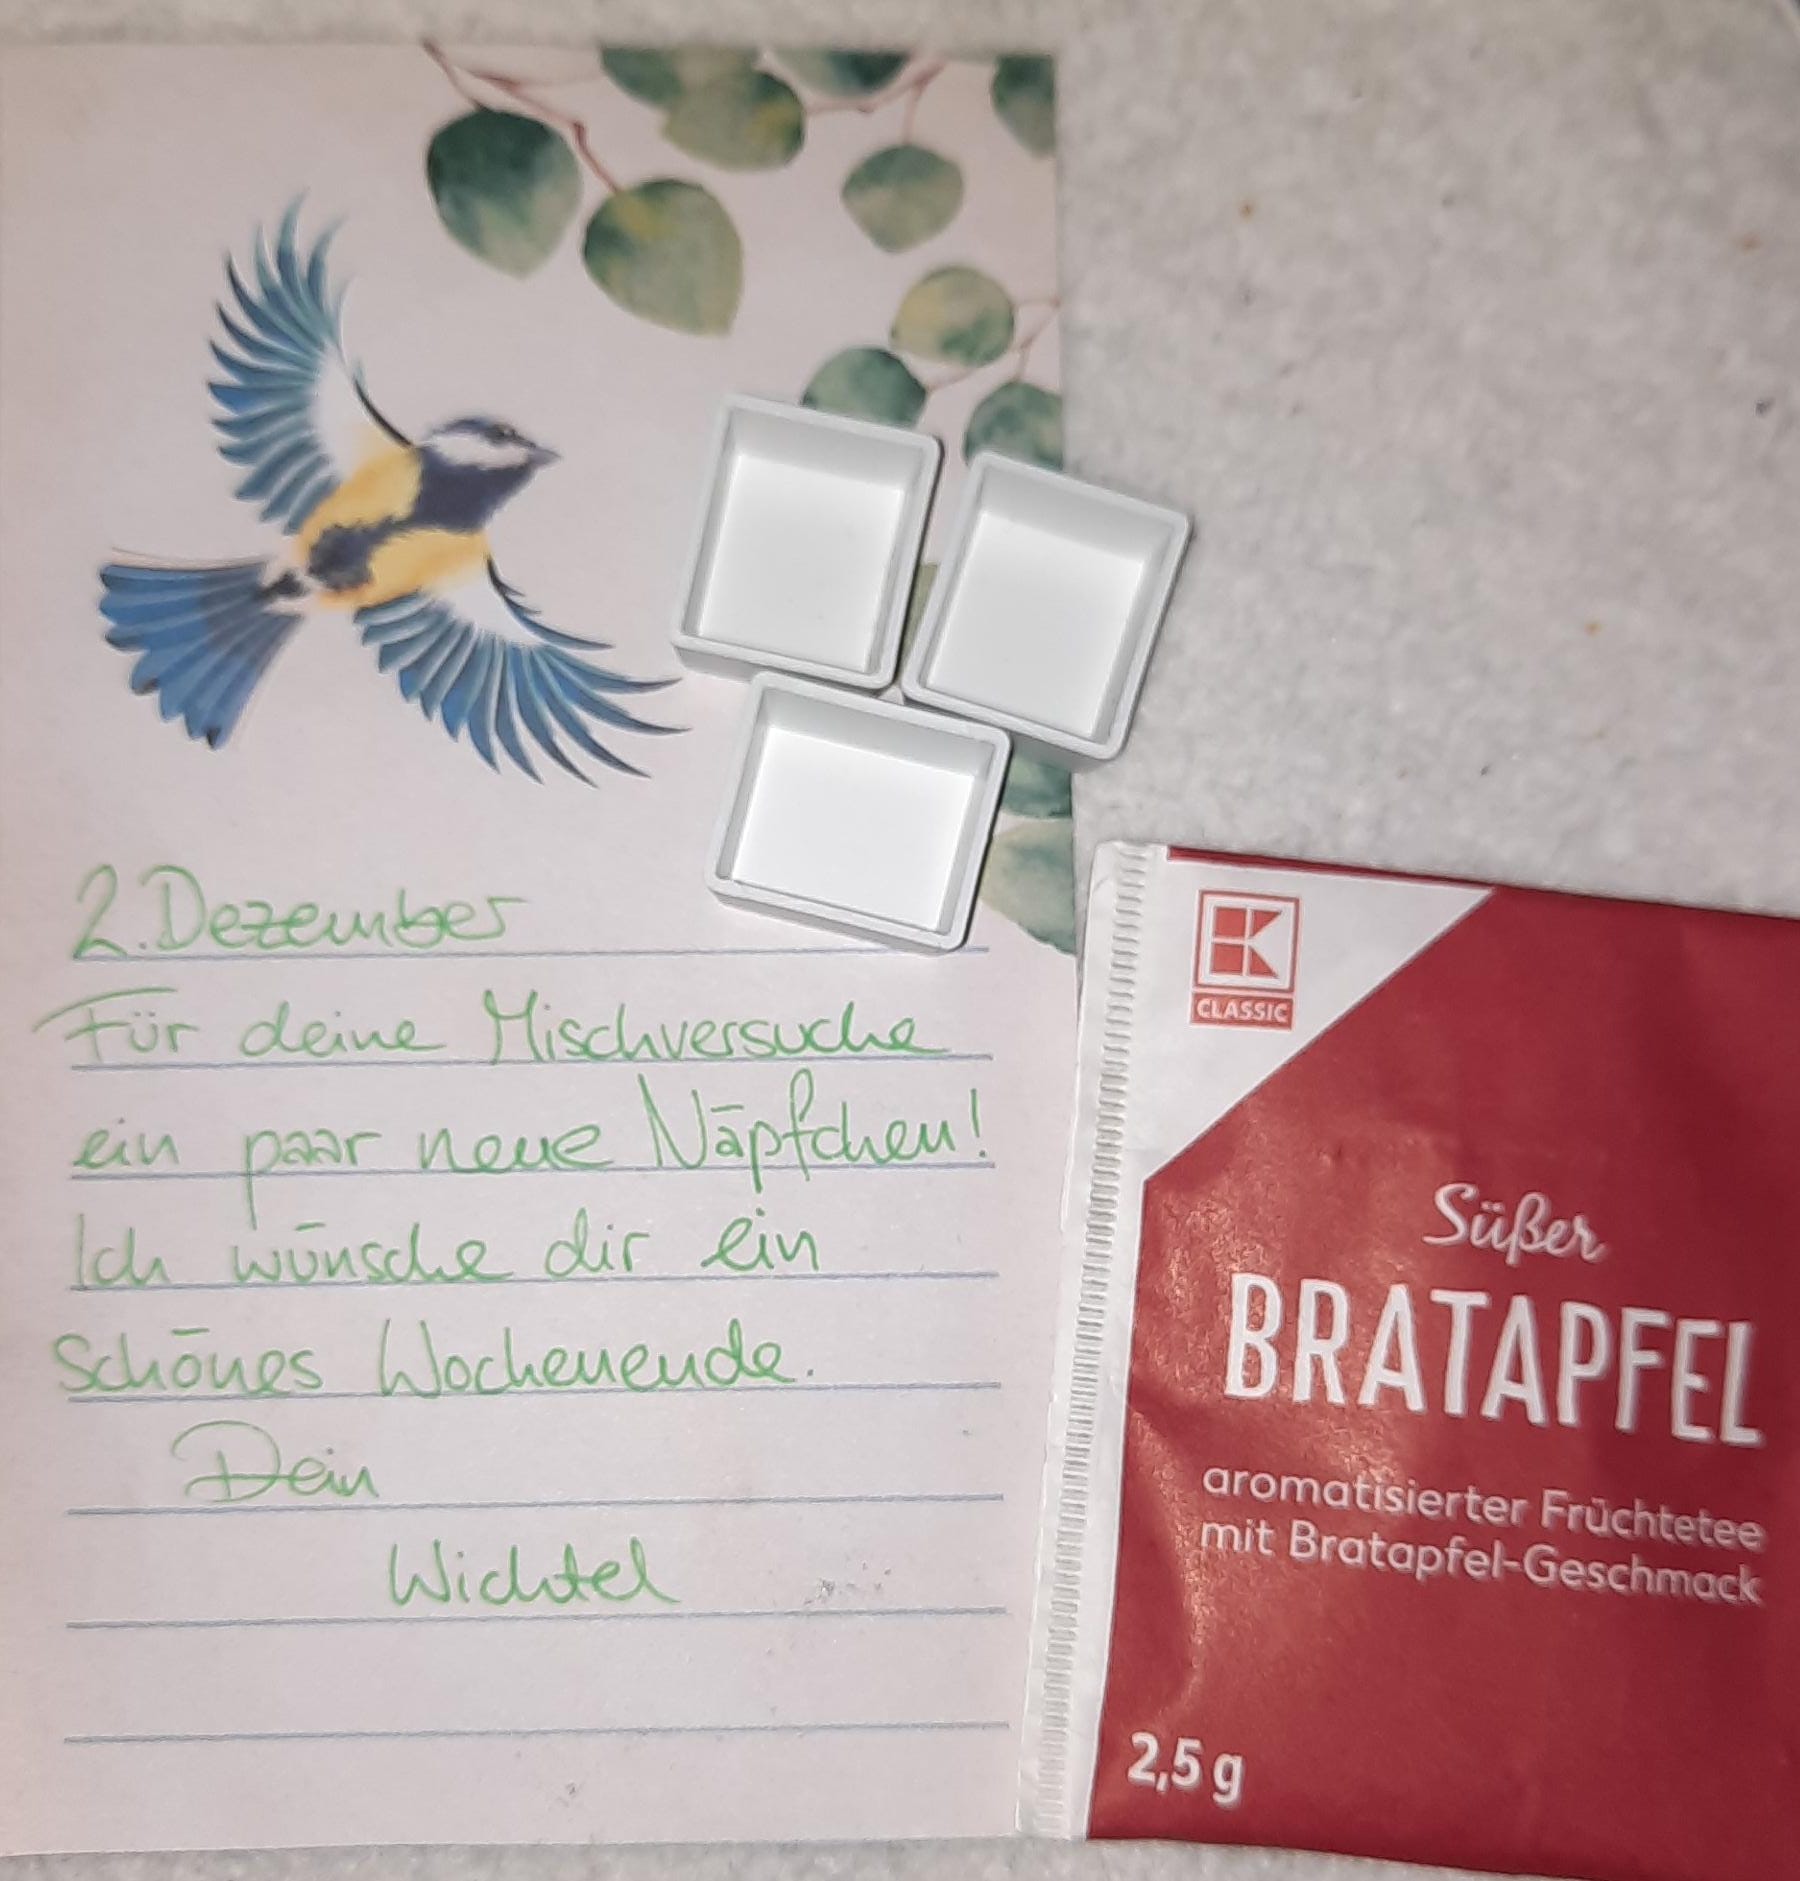 2. Dezember
Für deine Mischversuche
ein paar neue Näpfchen!
Ich wünsche dir ein
schönes Wochenende.
Dein
Wichtel
K
CLASSIC
Süßer
BRATAPFEL
aromatisierter Früchtetee
mit Bratapfel-Geschmack
2,5 g